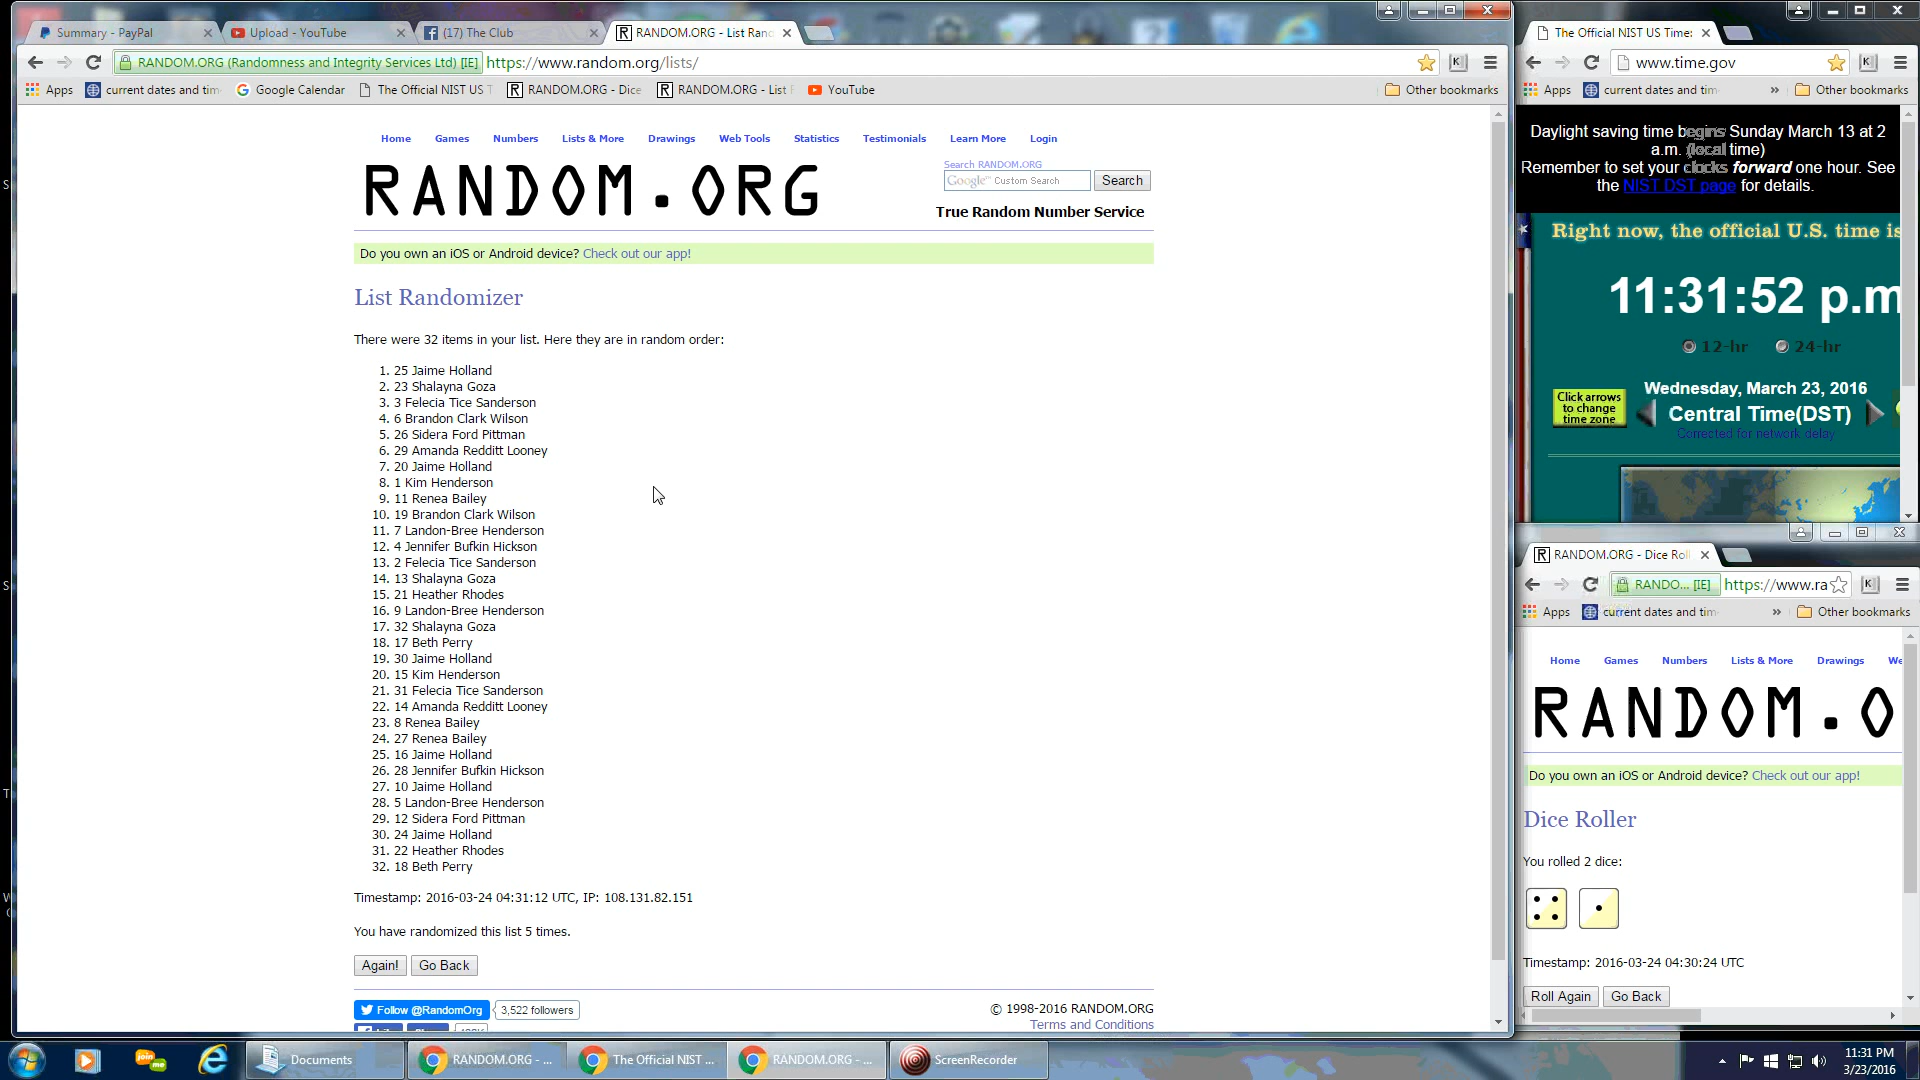 Summary - PayPal
Upload - YouTube
(17) The Club
RANDOM.ORG - List Ran
RANDOM.ORG (Randomness and Integrity Services Ltd) [IE]
https://www.random.org/lists/
Apps
current dates and tim
Google Calendar
The Official NIST US T
RANDOM.ORG - Dice
RANDOM.ORG - List
YouTube
Other bookmarks
Home
Games
Numbers
Lists & More
Drawings
Web Tools
Statistics
Testimonials
Learn More
Login
RANDOM.ORG
Search RANDOM.ORG
Google™ Custom Search
Search
True Random Number Service
Do you own an iOS or Android device? Check out our app!
List Randomizer
There were 32 items in your list. Here they are in random order:
1. 25 Jaime Holland
2. 23 Shalayna Goza
3. 3 Felecia Tice Sanderson
4. 6 Brandon Clark Wilson
5. 26 Sidera Ford Pittman
6. 29 Amanda Redditt Looney
7. 20 Jaime Holland
8. 1 Kim Henderson
9. 11 Renea Bailey
10. 19 Brandon Clark Wilson
11. 7 Landon-Bree Henderson
12. 4 Jennifer Bufkin Hickson
13. 2 Felecia Tice Sanderson
14. 13 Shalayna Goza
15. 21 Heather Rhodes
16. 9 Landon-Bree Henderson
17. 32 Shalayna Goza
18. 17 Beth Perry
19. 30 Jaime Holland
20. 15 Kim Henderson
21. 31 Felecia Tice Sanderson
22. 14 Amanda Redditt Looney
23. 8 Renea Bailey
24. 27 Renea Bailey
25. 16 Jaime Holland
26. 28 Jennifer Bufkin Hickson
27. 10 Jaime Holland
28. 5 Landon-Bree Henderson
29. 12 Sidera Ford Pittman
30. 24 Jaime Holland
31. 22 Heather Rhodes
32. 18 Beth Perry
Timestamp: 2016-03-24 04:31:12 UTC, IP: 108.131.82.151
You have randomized this list 5 times.
Again!
Go Back
Follow @RandomOrg
3,522 followers
© 1998-2016 RANDOM.ORG
Terms and Conditions
The Official NIST US Time:
www.time.gov
Apps
current dates and tim
»
Other bookmarks
Daylight saving time begins Sunday March 13 at 2
a.m. (local time)
Remember to set your clocks forward one hour. See
the NIST DST page for details.
Right now, the official U.S. time is
11:31:52 p.m
12-hr
24-hr
Click arrows
to change
time zone
Wednesday, March 23, 2016
Central Time(DST)
Corrected for network delay
RANDOM.ORG - Dice Rol
RANDO... [IE]
https://www.ra
Apps
current dates and tim
»
Other bookmarks
Home
Games
Numbers
Lists & More
Drawings
We
RANDOM.O
Do you own an iOS or Android device? Check out our app!
Dice Roller
You rolled 2 dice:
Timestamp: 2016-03-24 04:30:24 UTC
Roll Again
Go Back
Documents
RANDOM.ORG - ...
The Official NIST ...
RANDOM.ORG - ...
ScreenRecorder
11:31 PM
3/23/2016